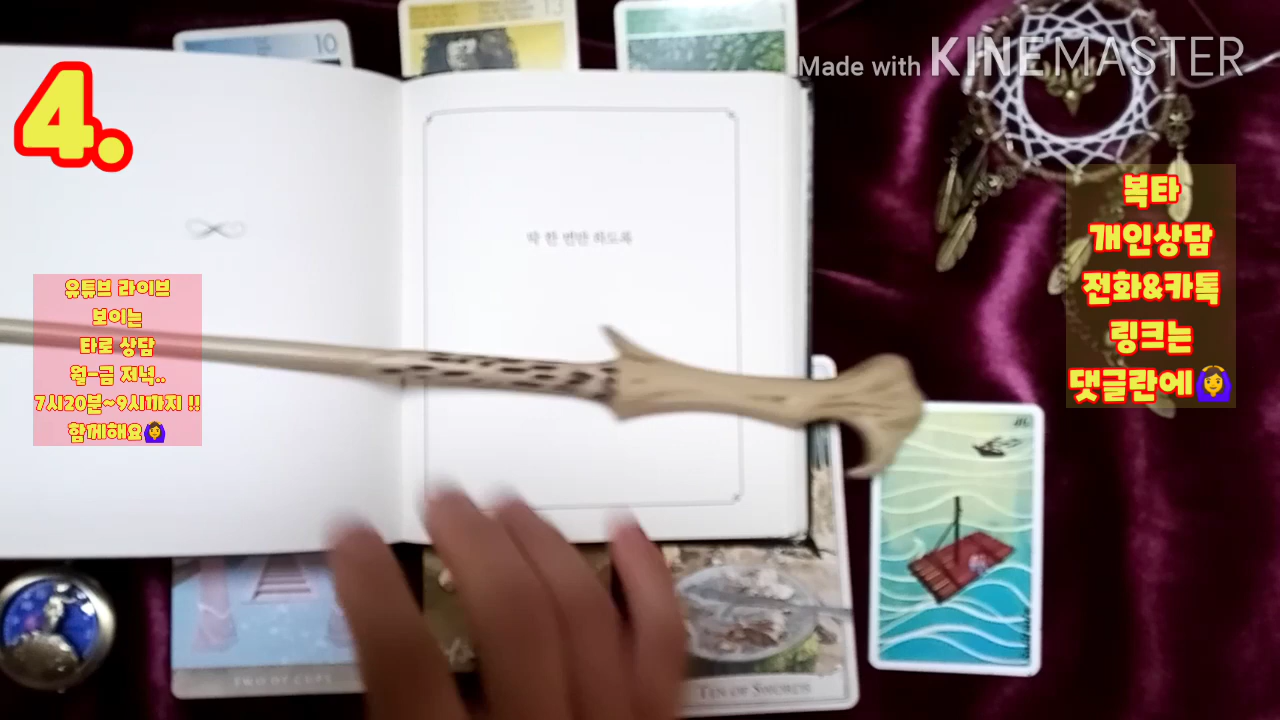 10
13
Made with KINEMASTER
4.
복타
개인상담
전화&카톡
링크는
댓글란에🙆‍♀️
딱 한 번만 하도록
유튜브 라이브
보이는
타로 상담
월-금 저녁..
7시20분~9시까지 !!
함께해요🙆‍♀️
TWO OF CUPS
TEN OF SWORDS